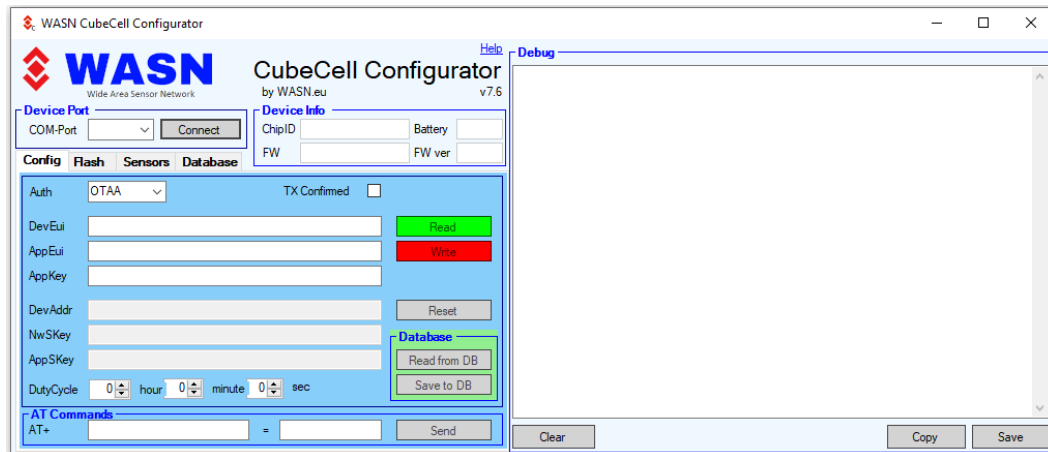 WASN CubeCell Configurator
Help
WASN
Wide Area Sensor Network
CubeCell Configurator
by WASN.eu v7.6
Device Port
COM-Port Connect
Device Info
ChipID Battery
FW FW ver
Config Flash Sensors Database
Auth OTAA TX Confirmed
DevEui Read
AppEui Write
AppKey
DevAddr Reset
NwSKey
AppSKey
Database
Read from DB
Save to DB
DutyCycle 0 hour 0 minute 0 sec
AT Commands
AT+ = Send
Debug
Clear Copy Save